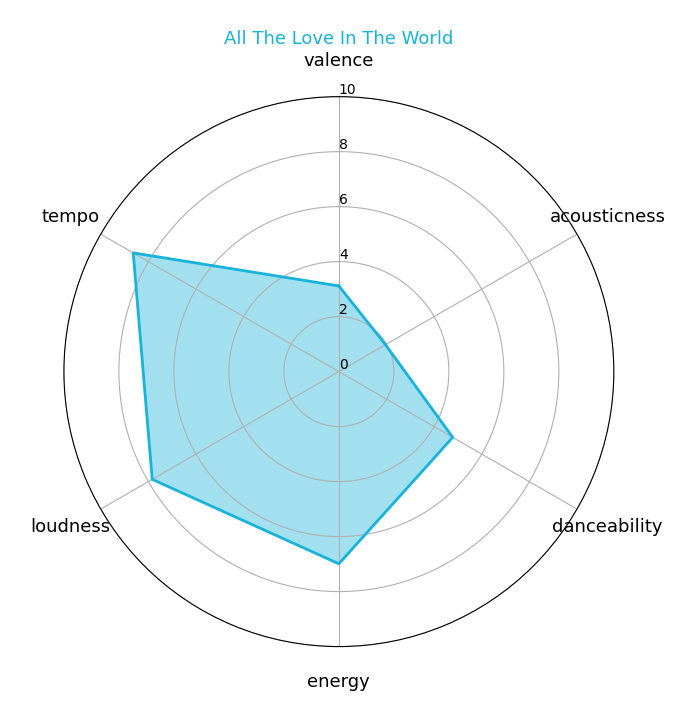 All The Love In The World
valence
10
8
6
4
2
0
tempo
acousticness
loudness
danceability
energy